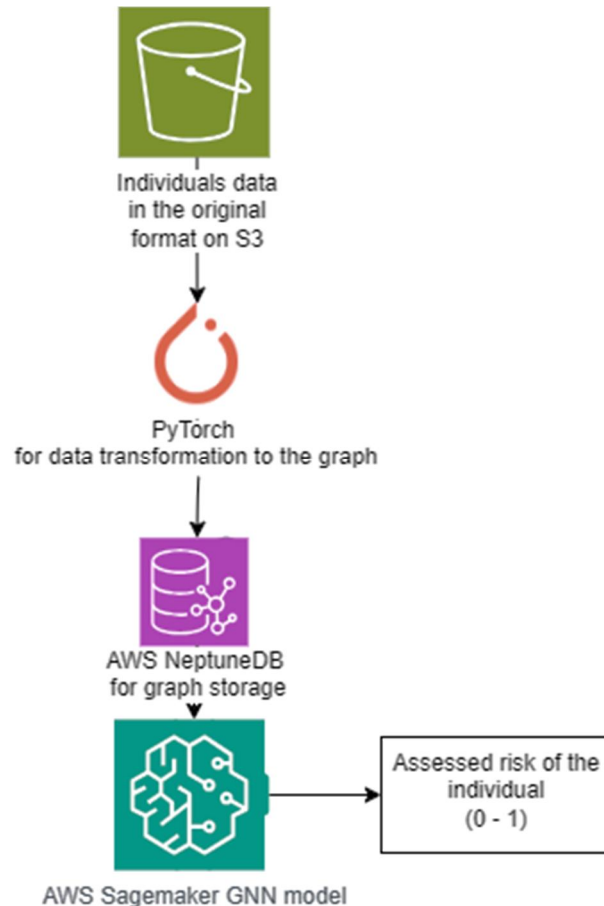 Individuals data
in the original
format on S3
PyTorch
for data transformation to the graph
AWS NeptuneDB
for graph storage
Assessed risk of the
individual
(0 - 1)
AWS Sagemaker GNN model